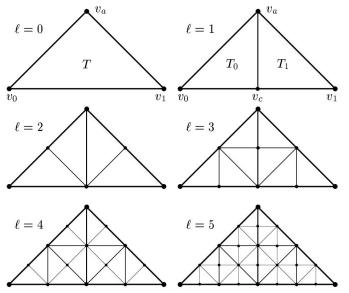 ℓ = 0
v_a
T
v_0
v_1
ℓ = 1
v_a
T_0
T_1
v_0
v_c
v_1
ℓ = 2
ℓ = 3
ℓ = 4
ℓ = 5